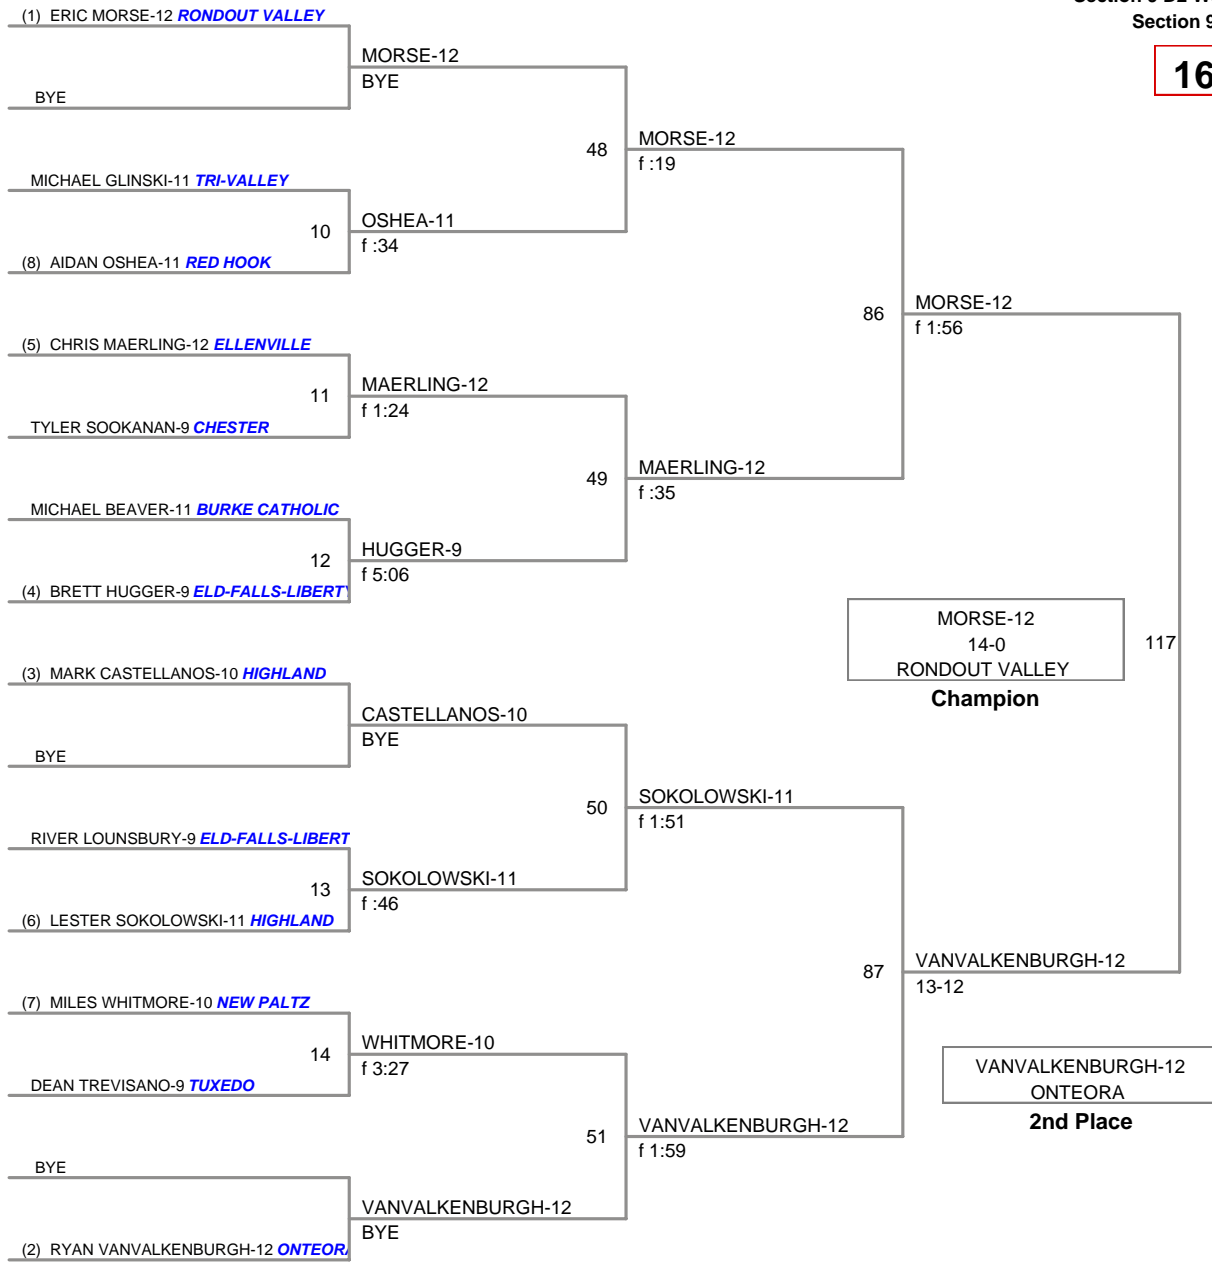 Section 9
16
(1) ERIC MORSE-12 RONDOUT VALLEY
MORSE-12
BYE
BYE
48
MORSE-12
f :19
MICHAEL GLINSKI-11 TRI-VALLEY
10
OSHEA-11
f :34
(8) AIDAN OSHEA-11 RED HOOK
86
MORSE-12
f 1:56
(5) CHRIS MAERLING-12 ELLENVILLE
11
MAERLING-12
f 1:24
TYLER SOOKANAN-9 CHESTER
49
MAERLING-12
f :35
MICHAEL BEAVER-11 BURKE CATHOLIC
12
HUGGER-9
f 5:06
(4) BRETT HUGGER-9 ELD-FALLS-LIBERTY
MORSE-12
14-0
RONDOUT VALLEY
Champion
117
(3) MARK CASTELLANOS-10 HIGHLAND
CASTELLANOS-10
BYE
BYE
50
SOKOLOWSKI-11
f 1:51
RIVER LOUNSBURY-9 ELD-FALLS-LIBERT
13
SOKOLOWSKI-11
f :46
(6) LESTER SOKOLOWSKI-11 HIGHLAND
87
VANVALKENBURGH-12
13-12
(7) MILES WHITMORE-10 NEW PALTZ
14
WHITMORE-10
f 3:27
DEAN TREVISANO-9 TUXEDO
51
VANVALKENBURGH-12
f 1:59
VANVALKENBURGH-12
ONTEORA
2nd Place
BYE
VANVALKENBURGH-12
BYE
(2) RYAN VANVALKENBURGH-12 ONTEORA